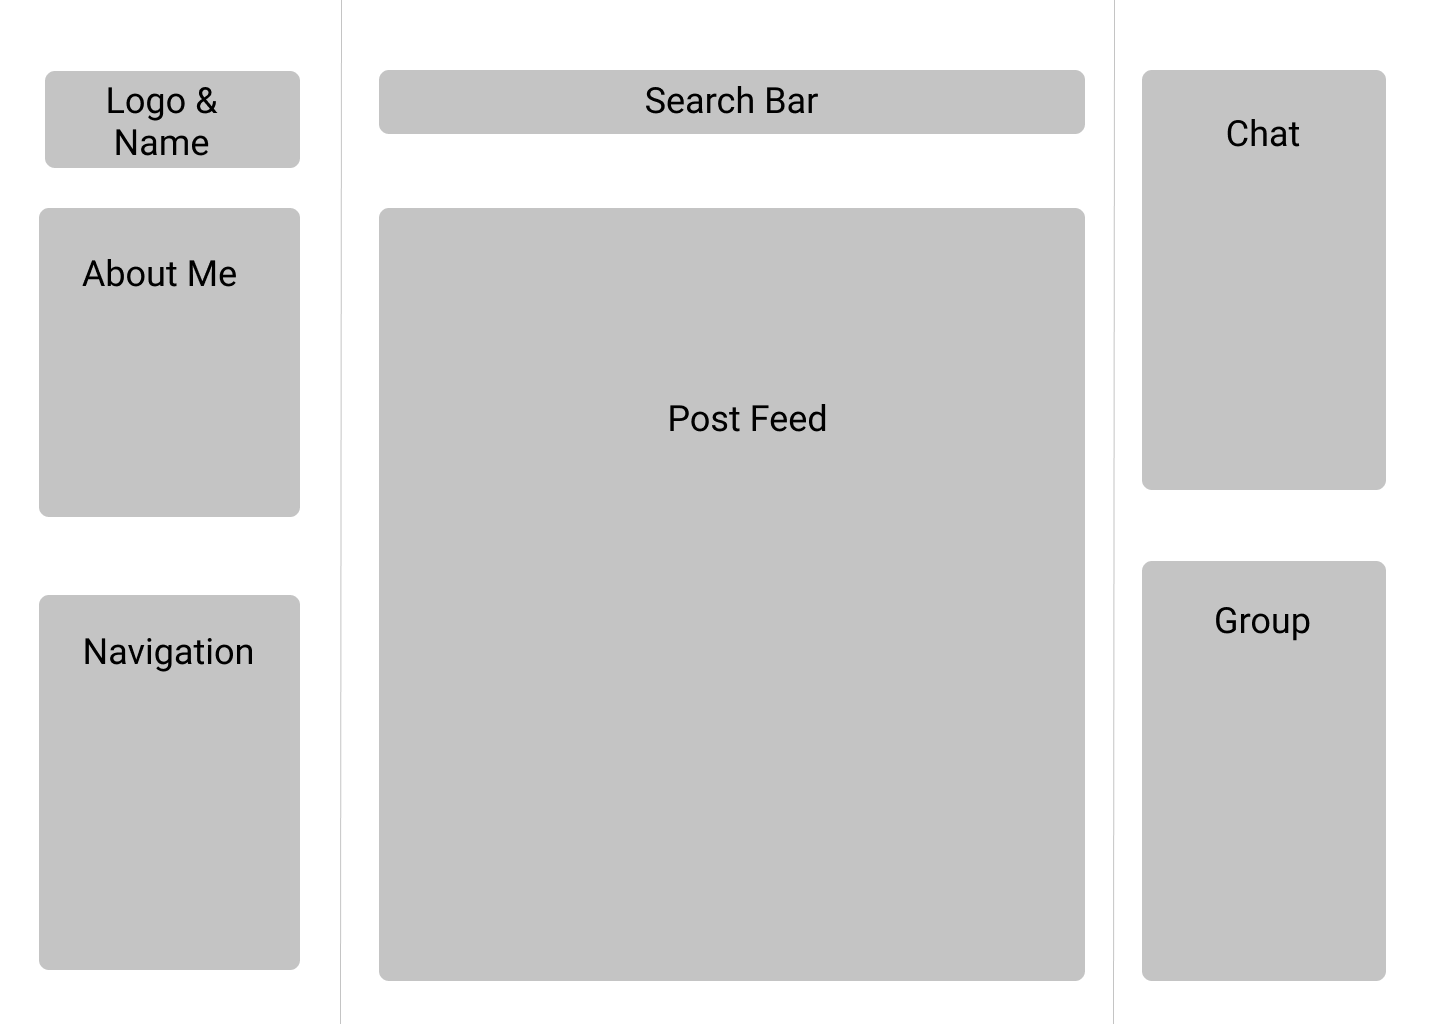 Logo &
Name
About Me
Navigation
Search Bar
Post Feed
Chat
Group